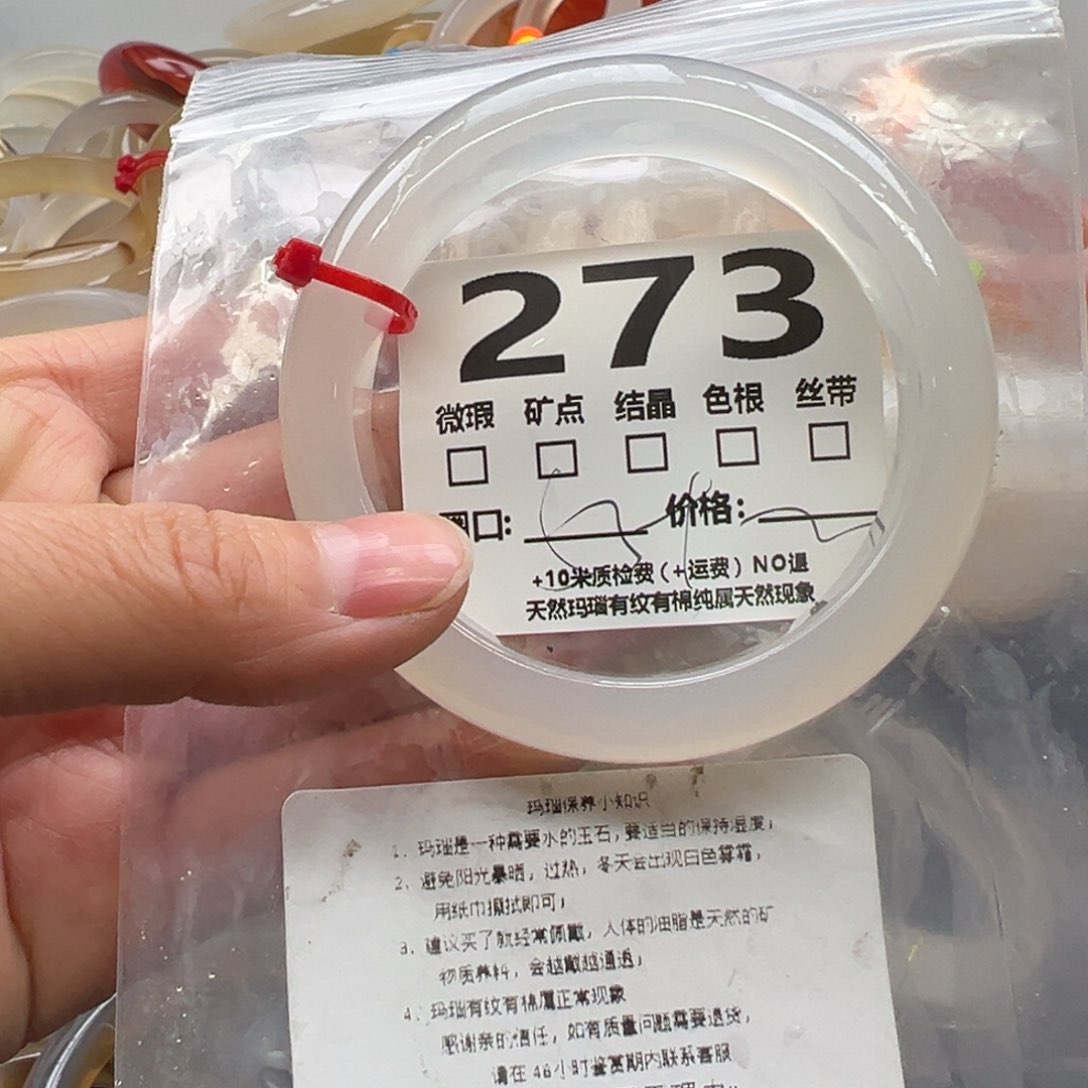 273
微瑕 矿点 结晶 色根 丝带
圈口: 价格:
+10米质检费(+运费)NO退
天然玛瑙有纹有棉纯属天然现象
玛瑙保养小知识
1、玛瑙是一种需要水的玉石,要适当的保持湿度;
2、避免阳光暴晒,过热,冬天会出现白色雾霜,
用纸巾擦拭即可;
3、建议买了就经常佩戴,人体的油脂是天然的矿
物质养料,会越戴越通透;
4、玛瑙有纹有棉属正常现象
感谢亲的信任,如有质量问题需要退货,
请在48小时鉴赏期内联系客服